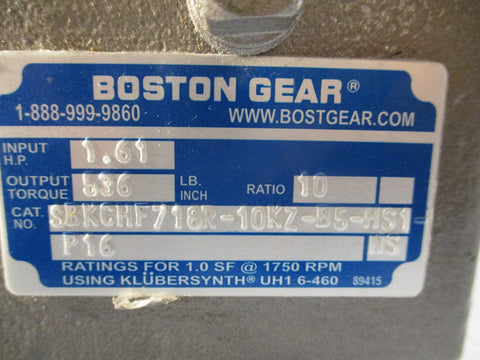 BOSTON GEAR®
1-888-999-9860 WWW.BOSTGEAR.COM
INPUT H.P. 1.61
OUTPUT TORQUE 536 LB. INCH RATIO 10
CAT. NO. SBKCHF718R-10KZ-B5-HS1-
P16 NS
RATINGS FOR 1.0 SF @ 1750 RPM
USING KLÜBERSYNTH® UH1 6-460 89415